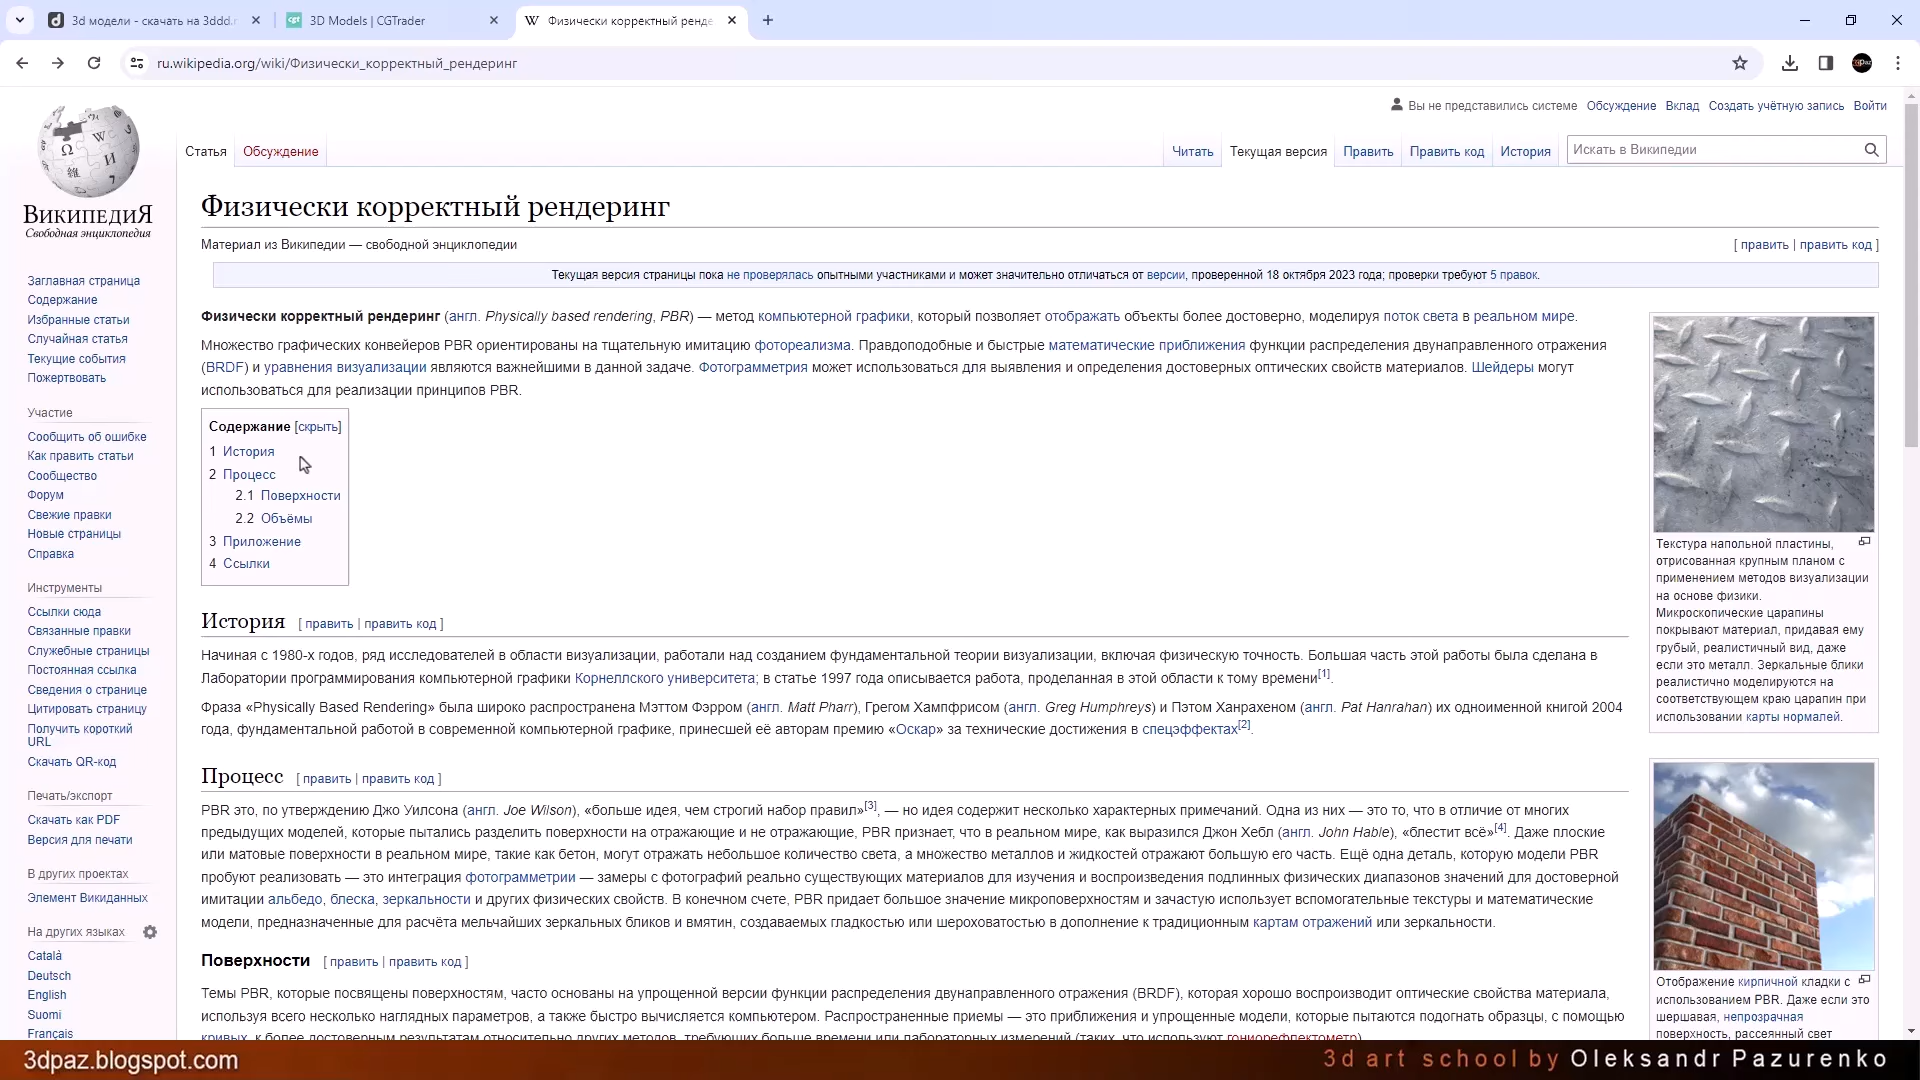 3d модели - скачать на 3ddd.r
3D Models | CGTrader
Физически корректный ренде
ru.wikipedia.org/wiki/Физически_корректный_рендеринг
Вы не представились системе Обсуждение Вклад Создать учётную запись Войти
Статья Обсуждение Читать Текущая версия Править Править код История Искать в Википедии
ВикипедиЯ
Свободная энциклопедия
Заглавная страница
Содержание
Избранные статьи
Случайная статья
Текущие события
Пожертвовать
Участие
Сообщить об ошибке
Как править статьи
Сообщество
Форум
Свежие правки
Новые страницы
Справка
Инструменты
Ссылки сюда
Связанные правки
Служебные страницы
Постоянная ссылка
Сведения о странице
Цитировать страницу
Получить короткий
URL
Скачать QR-код
Печать/экспорт
Скачать как PDF
Версия для печати
В других проектах
Элемент Викиданных
На других языках
Català
Deutsch
English
Suomi
Français
Физически корректный рендеринг
Материал из Википедии — свободной энциклопедии [ править | править код ]
Текущая версия страницы пока не проверялась опытными участниками и может значительно отличаться от версии, проверенной 18 октября 2023 года; проверки требуют 5 правок.
Физически корректный рендеринг (англ. Physically based rendering, PBR) — метод компьютерной графики, который позволяет отображать объекты более достоверно, моделируя поток света в реальном мире.
Множество графических конвейеров PBR ориентированы на тщательную имитацию фотореализма. Правдоподобные и быстрые математические приближения функции распределения двунаправленного отражения
(BRDF) и уравнения визуализации являются важнейшими в данной задаче. Фотограмметрия может использоваться для выявления и определения достоверных оптических свойств материалов. Шейдеры могут
использоваться для реализации принципов PBR.
Содержание [скрыть]
1 История
2 Процесс
2.1 Поверхности
2.2 Объёмы
3 Приложение
4 Ссылки
История [ править | править код ]
Начиная с 1980-х годов, ряд исследователей в области визуализации, работали над созданием фундаментальной теории визуализации, включая физическую точность. Большая часть этой работы была сделана в
Лаборатории программирования компьютерной графики Корнеллского университета; в статье 1997 года описывается работа, проделанная в этой области к тому времени[1].
Фраза «Physically Based Rendering» была широко распространена Мэттом Фэрром (англ. Matt Pharr), Грегом Хампфрисом (англ. Greg Humphreys) и Пэтом Ханрахеном (англ. Pat Hanrahan) их одноименной книгой 2004
года, фундаментальной работой в современной компьютерной графике, принесшей её авторам премию «Оскар» за технические достижения в спецэффектах[2].
Процесс [ править | править код ]
PBR это, по утверждению Джо Уилсона (англ. Joe Wilson), «больше идея, чем строгий набор правил»[3], — но идея содержит несколько характерных примечаний. Одна из них — это то, что в отличие от многих
предыдущих моделей, которые пытались разделить поверхности на отражающие и не отражающие, PBR признает, что в реальном мире, как выразился Джон Хебл (англ. John Hable), «блестит всё»[4]. Даже плоские
или матовые поверхности в реальном мире, такие как бетон, могут отражать небольшое количество света, а множество металлов и жидкостей отражают большую его часть. Ещё одна деталь, которую модели PBR
пробуют реализовать — это интеграция фотограмметрии — замеры с фотографий реально существующих материалов для изучения и воспроизведения подлинных физических диапазонов значений для достоверной
имитации альбедо, блеска, зеркальности и других физических свойств. В конечном счете, PBR придает большое значение микроповерхностям и зачастую использует вспомогательные текстуры и математические
модели, предназначенные для расчёта мельчайших зеркальных бликов и вмятин, создаваемых гладкостью или шероховатостью в дополнение к традиционным картам отражений или зеркальности.
Поверхности [ править | править код ]
Темы PBR, которые посвящены поверхностям, часто основаны на упрощенной версии функции распределения двунаправленного отражения (BRDF), которая хорошо воспроизводит оптические свойства материала,
используя всего несколько наглядных параметров, а также быстро вычисляется компьютером. Распространенные приемы — это приближения и упрощенные модели, которые пытаются подогнать образцы, с помощью
кривых, к более достоверным результатам относительно других методов, требующих больше времени или лабораторных измерений (таких, что используют гониорефлектометр).
Текстура напольной пластины,
отрисованная крупным планом с
применением методов визуализации
на основе физики.
Микроскопические царапины
покрывают материал, придавая ему
грубый, реалистичный вид, даже
если это металл. Зеркальные блики
реалистично моделируются на
соответствующем краю царапин при
использовании карты нормалей.
Отображение кирпичной кладки с
использованием PBR. Даже если это
шершавая, непрозрачная
поверхность, рассеянный свет
3dpaz.blogspot.com
3d art school by Oleksandr Pazurenko